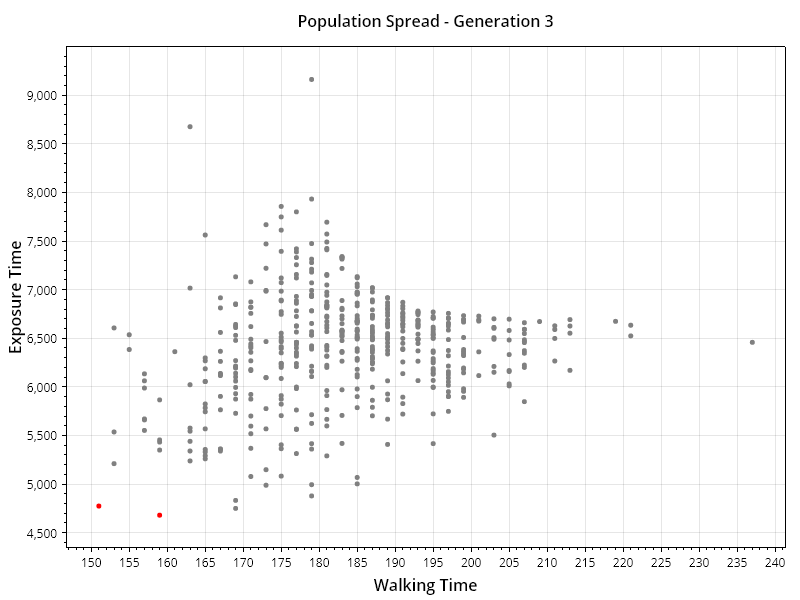 Population Spread - Generation 3
Exposure Time
9,000
8,500
8,000
7,500
7,000
6,500
6,000
5,500
5,000
4,500
150 155 160 165 170 175 180 185 190 195 200 205 210 215 220 225 230 235 240
Walking Time